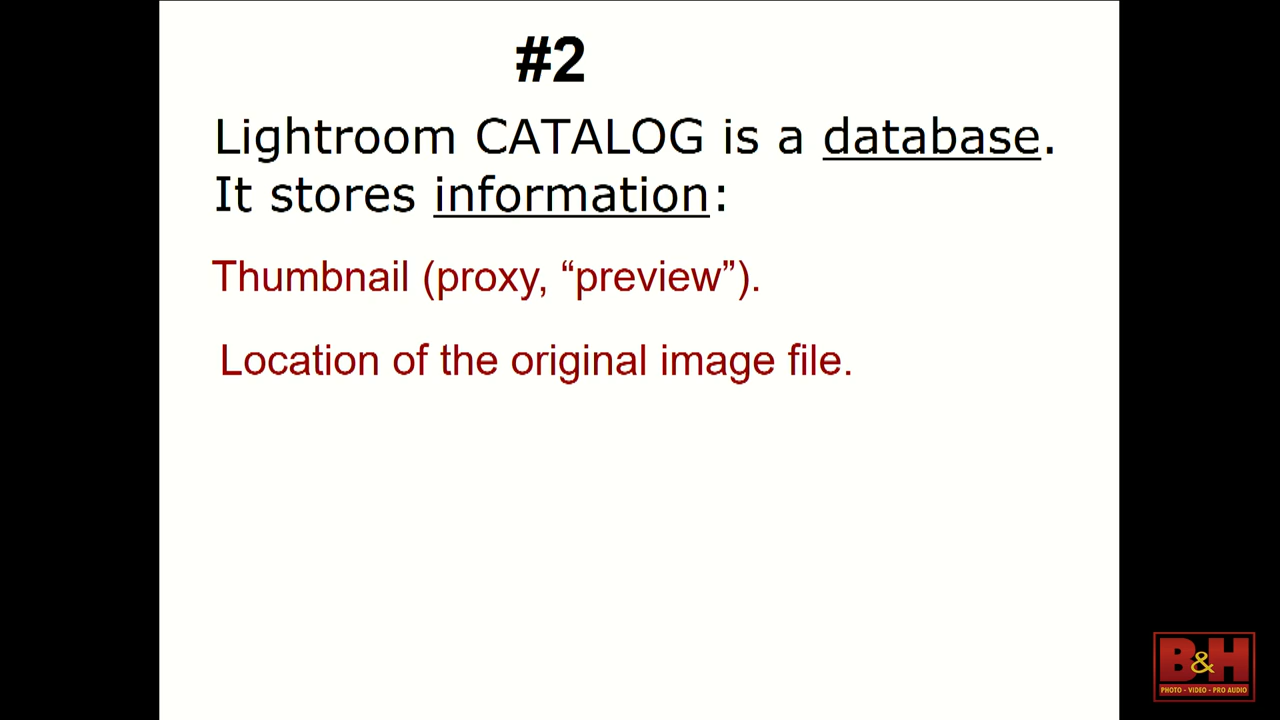 #2
Lightroom CATALOG is a database.
It stores information:
Thumbnail (proxy, “preview”).
Location of the original image file.
B&H
PHOTO - VIDEO - PRO AUDIO